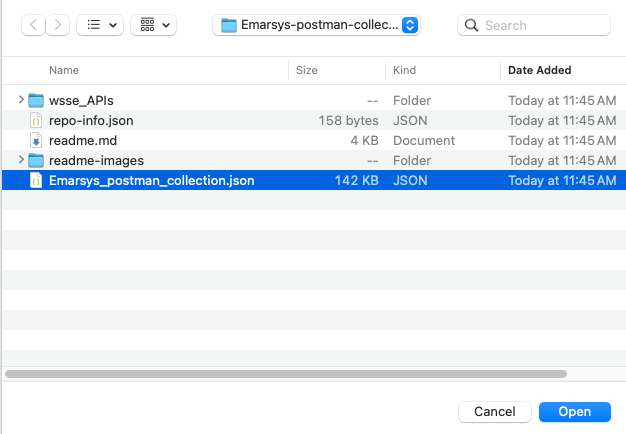 Emarsys-postman-collec...
Search
Name Size Kind Date Added
wsse_APIs -- Folder Today at 11:45 AM
repo-info.json 158 bytes JSON Today at 11:45 AM
readme.md 4 KB Document Today at 11:45 AM
readme-images -- Folder Today at 11:45 AM
Emarsys_postman_collection.json 142 KB JSON Today at 11:45 AM
Cancel Open